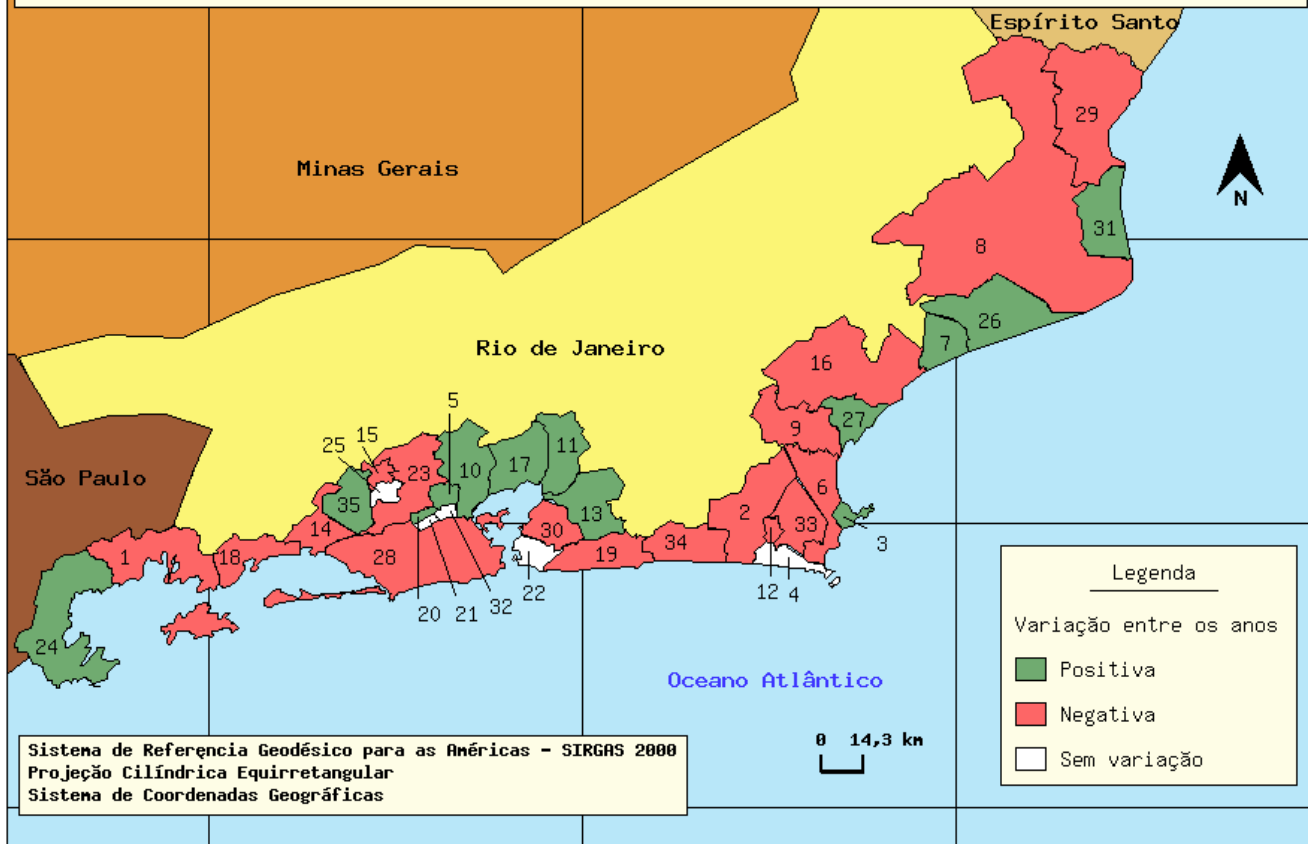 Espírito Santo
29
Minas Gerais
N
31
8
26
7
Rio de Janeiro
16
5
27
15
25
11
9
17
10
23
São Paulo
6
35
2
13
14
33
30
1
18
28
19
34
3
12
4
22
32
21
20
24
Legenda
Variação entre os anos
Positiva
Negativa
Sem variação
Oceano Atlântico
0 14,3 km
Sistema de Referençia Geodésico para as Américas - SIRGAS 2000
Projeção Cilíndrica Equirretangular
Sistema de Coordenadas Geográficas